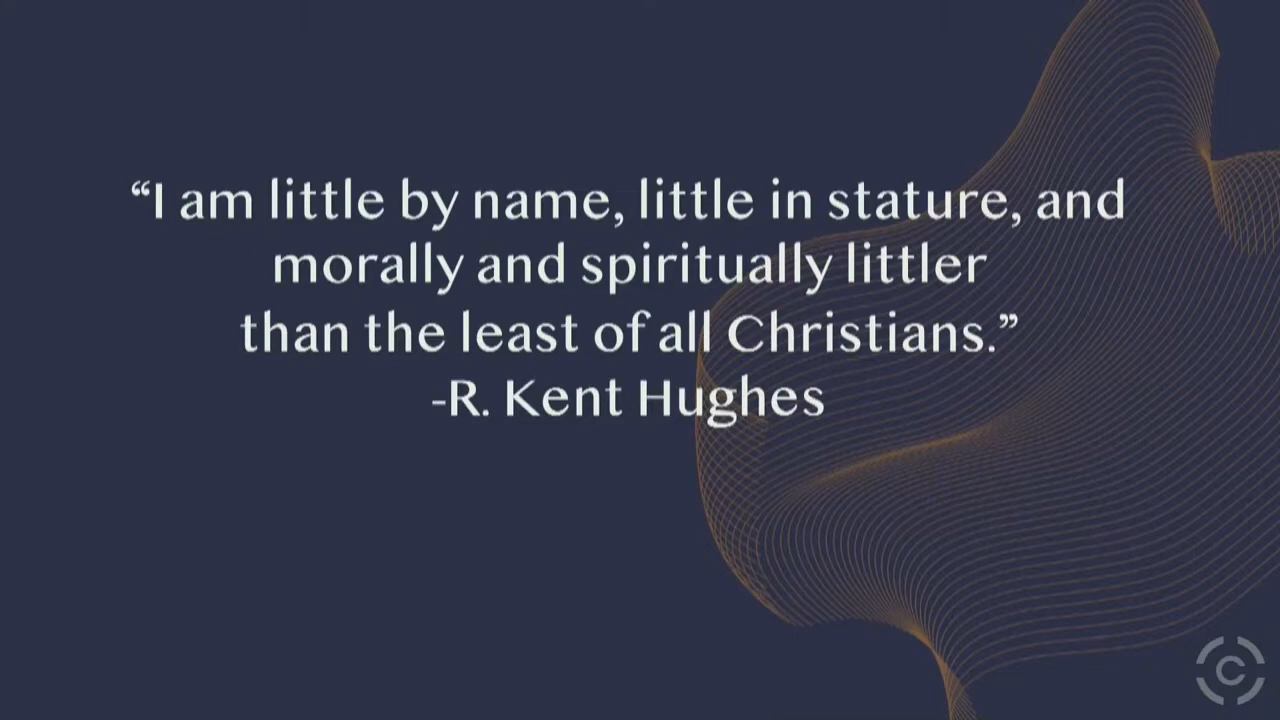 “I am little by name, little in stature, and
morally and spiritually littler
than the least of all Christians.”
-R. Kent Hughes
C